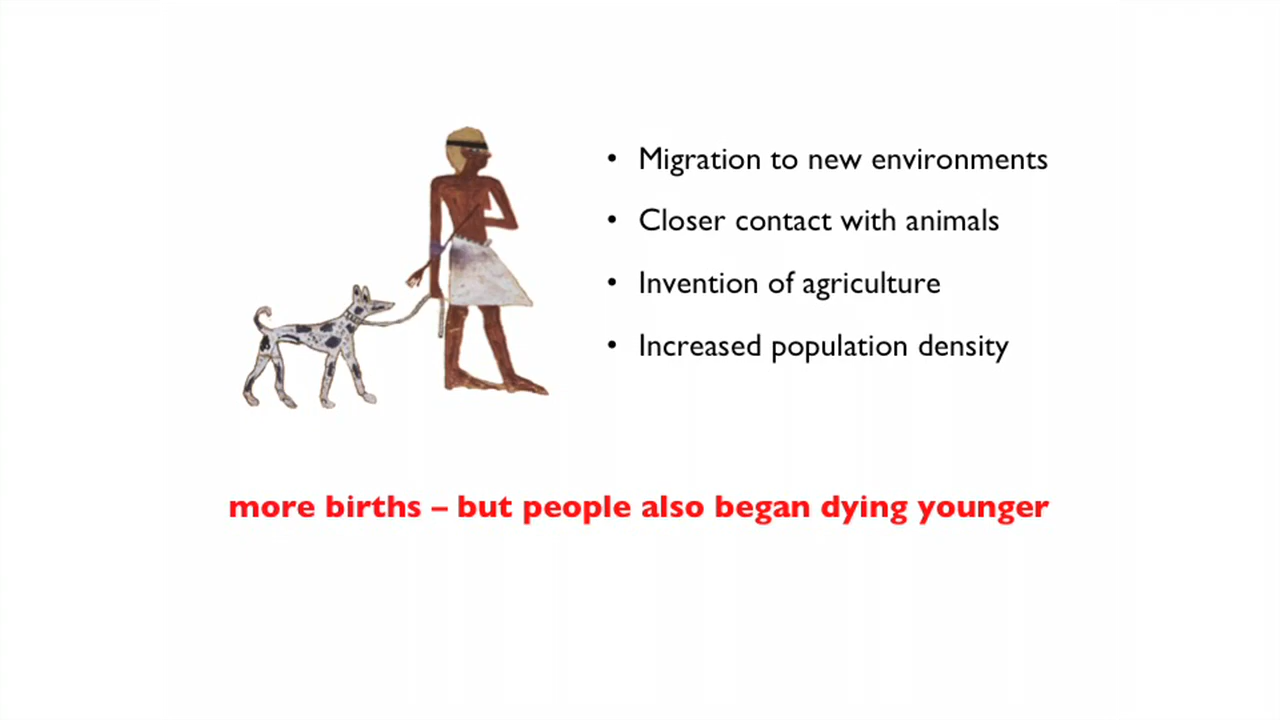 • Migration to new environments
• Closer contact with animals
• Invention of agriculture
• Increased population density
more births – but people also began dying younger